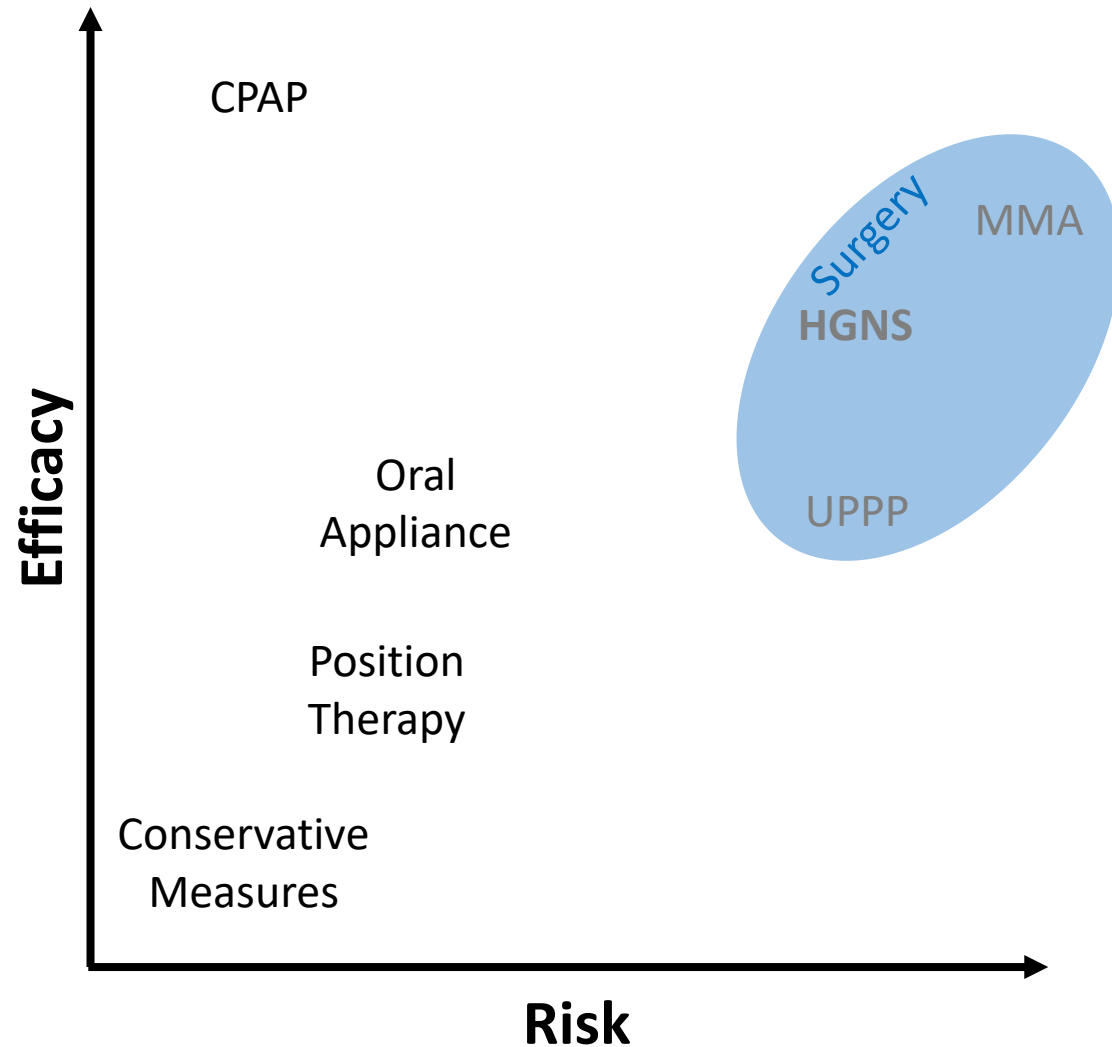 CPAP
Surgery
MMA
HGNS
Efficacy
Oral
Appliance
UPPP
Position
Therapy
Conservative
Measures
Risk